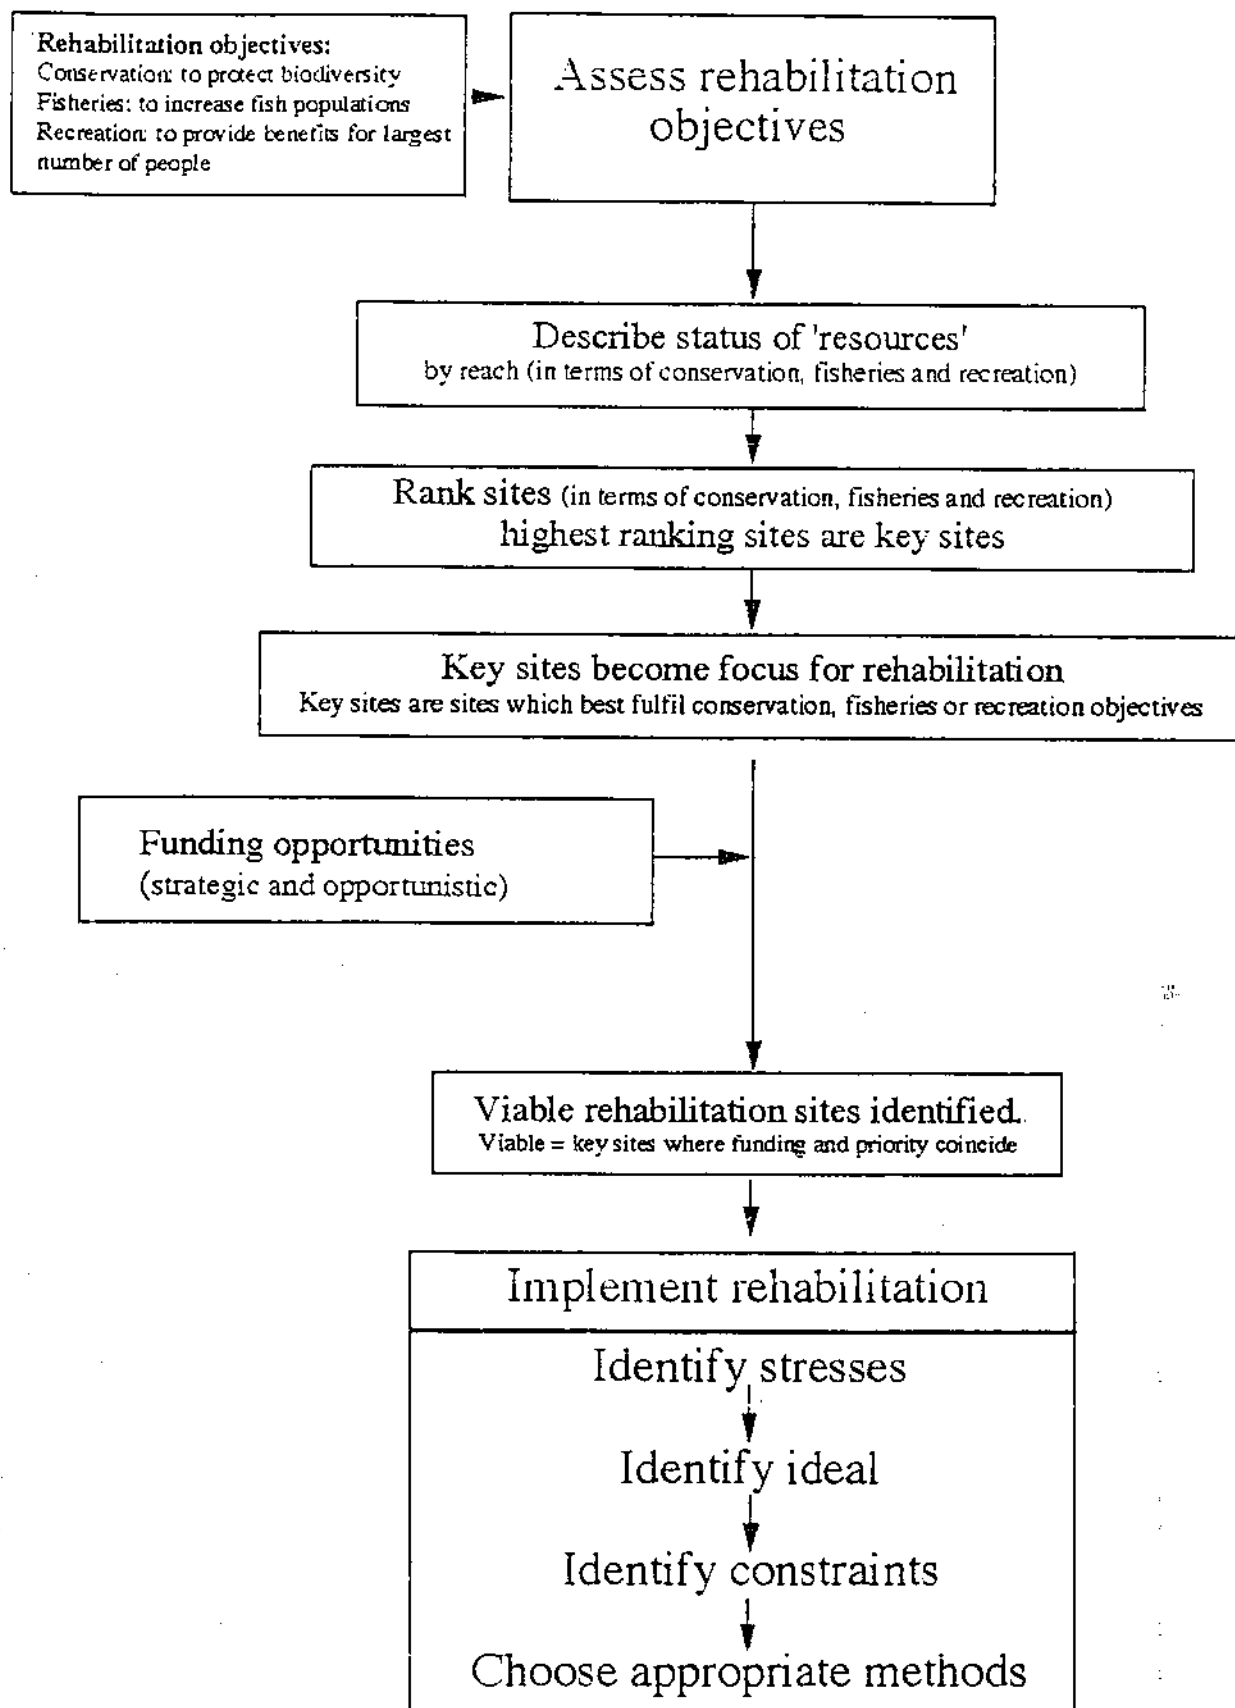 Rehabilitation objectives:
Conservation: to protect biodiversity
Fisheries: to increase fish populations
Recreation: to provide benefits for largest
number of people
Assess rehabilitation
objectives
Describe status of 'resources'
by reach (in terms of conservation, fisheries and recreation)
Rank sites (in terms of conservation, fisheries and recreation)
highest ranking sites are key sites
Key sites become focus for rehabilitation
Key sites are sites which best fulfil conservation, fisheries or recreation objectives
Funding opportunities
(strategic and opportunistic)
Viable rehabilitation sites identified.
Viable = key sites where funding and priority coincide
Implement rehabilitation
Identify stresses
Identify ideal
Identify constraints
Choose appropriate methods